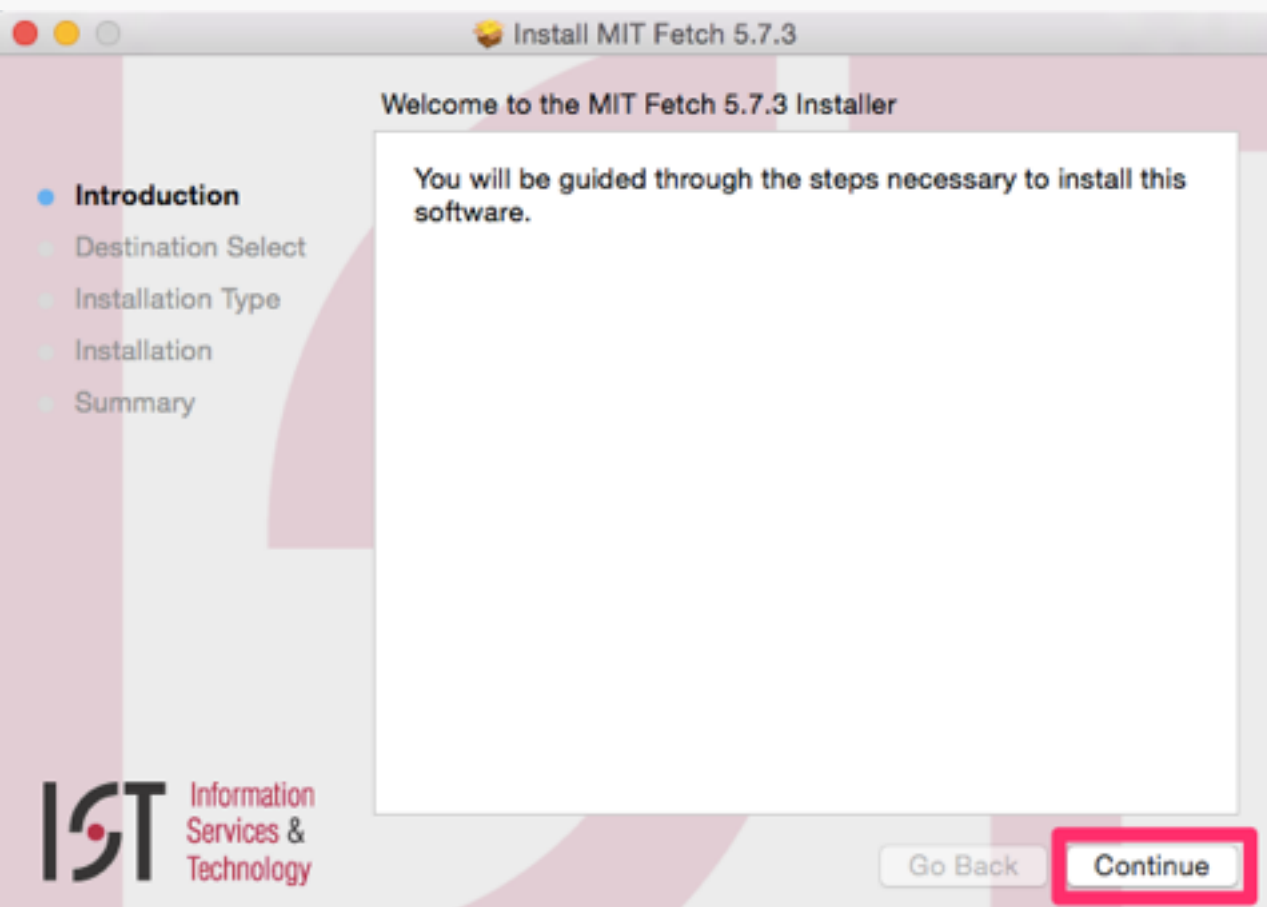 Install MIT Fetch 5.7.3
Welcome to the MIT Fetch 5.7.3 Installer
Introduction
Destination Select
Installation Type
Installation
Summary
You will be guided through the steps necessary to install this
software.
IST
Information
Services &
Technology
Go Back
Continue